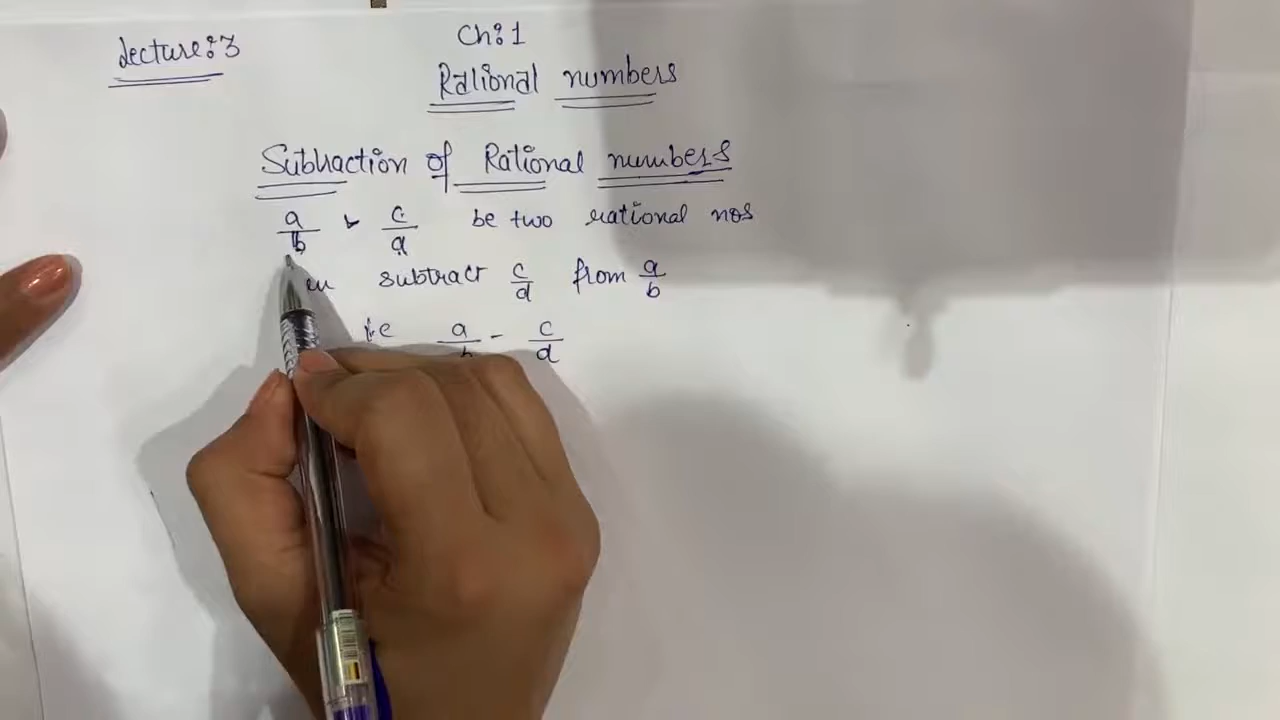 Lecture:3
Ch:1
Rational numbers
Subtraction of Rational numbers
a/b & c/d be two rational nos
subtract c/d from a/b
i.e a/b - c/d